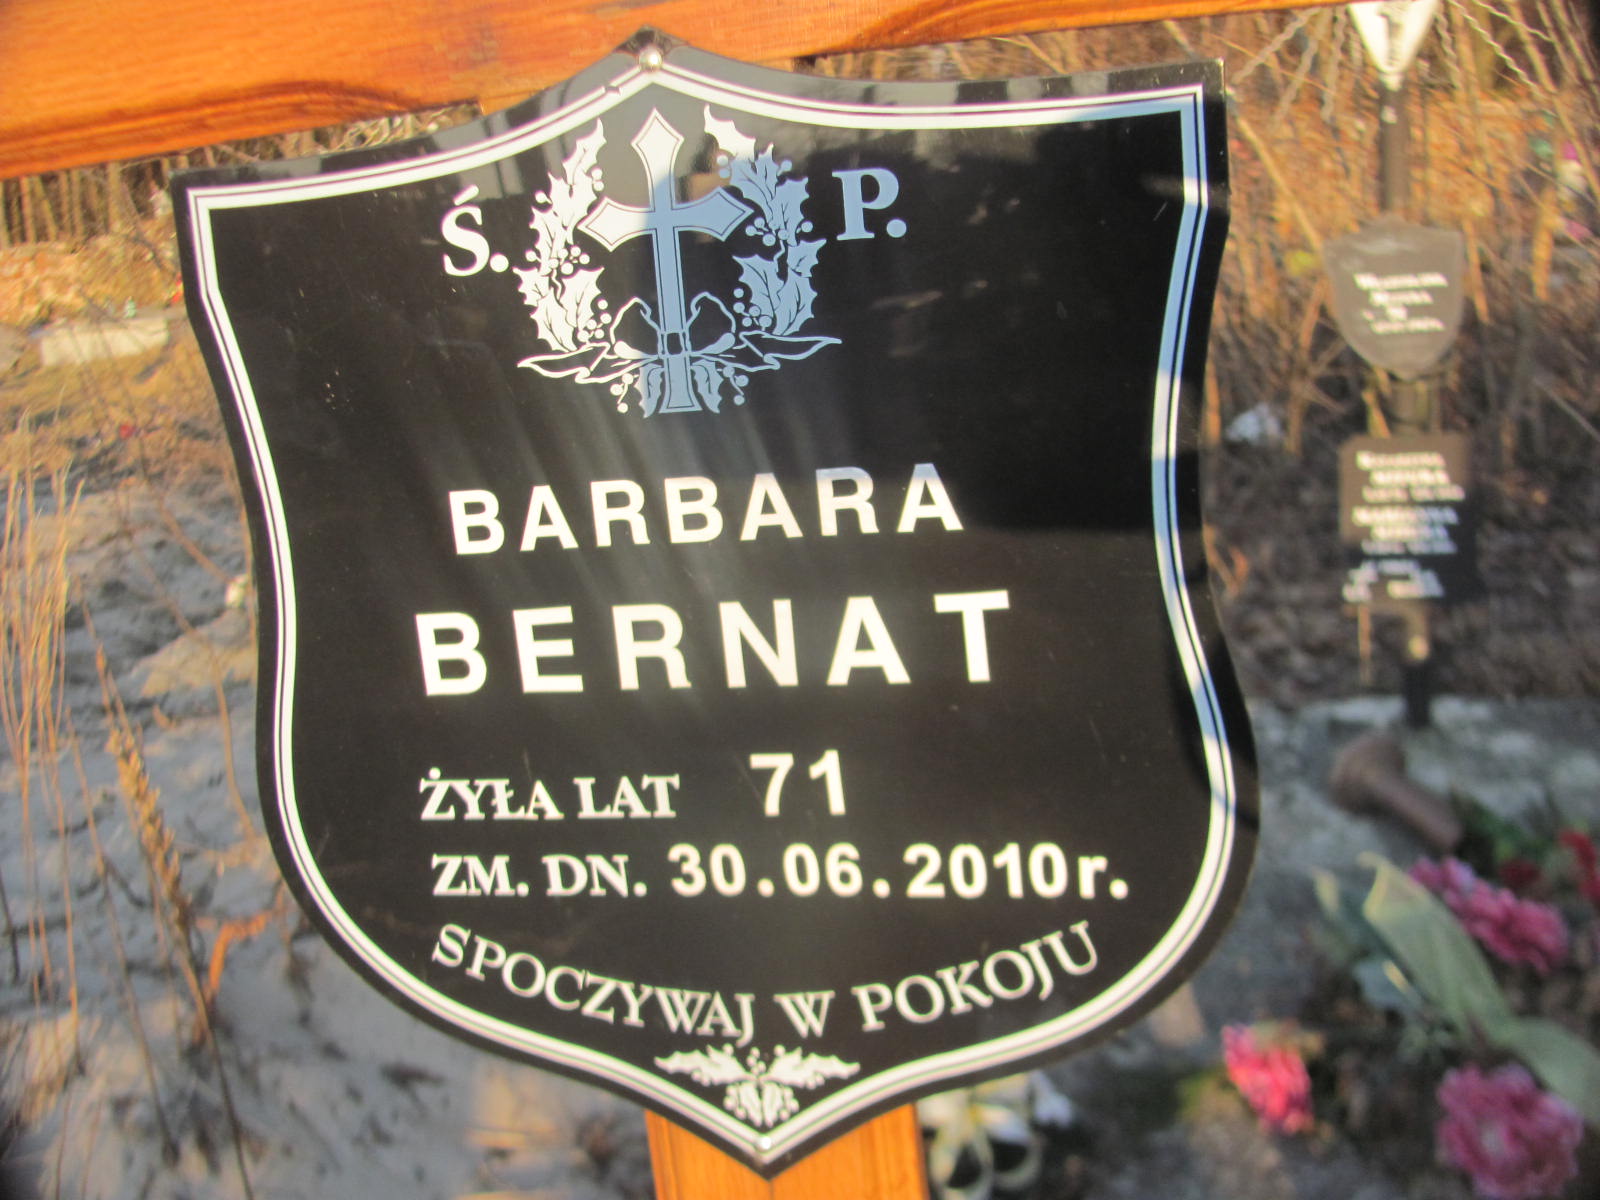 Ś. P.
BARBARA
BERNAT
ŻYŁA LAT 71
ZM. DN. 30.06.2010r.
SPOCZYWAJ W POKOJU